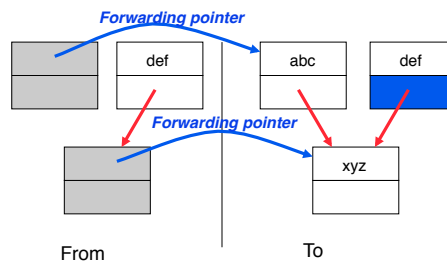 Forwarding pointer
def
abc
def
Forwarding pointer
xyz
From
To